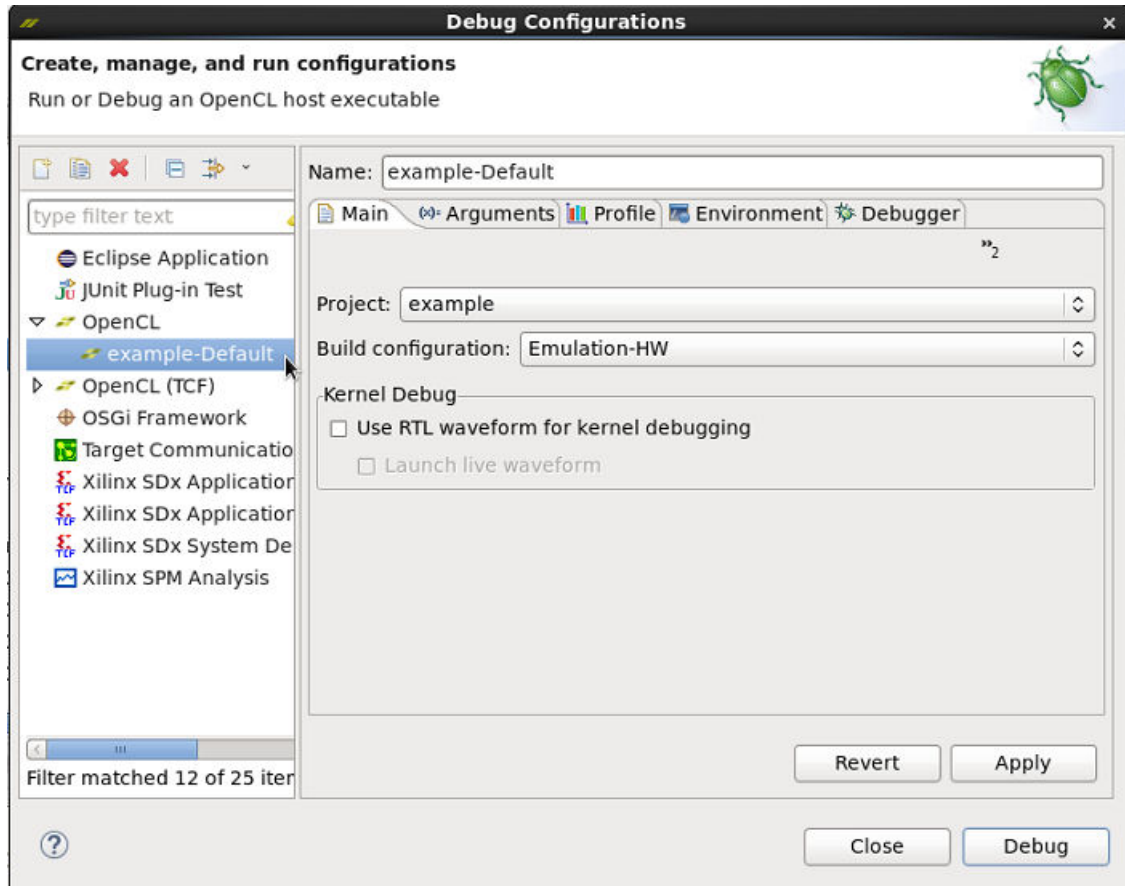 Debug Configurations
Create, manage, and run configurations
Run or Debug an OpenCL host executable
type filter text
Eclipse Application
JUnit Plug-in Test
OpenCL
example-Default
OpenCL (TCF)
OSGi Framework
Target Communicatio
Xilinx SDx Application
Xilinx SDx Application
Xilinx SDx System De
Xilinx SPM Analysis
Filter matched 12 of 25 iter
Name: example-Default
Main (x)= Arguments Profile Environment Debugger
»2
Project: example
Build configuration: Emulation-HW
Kernel Debug
Use RTL waveform for kernel debugging
Launch live waveform
Revert Apply
? Close Debug